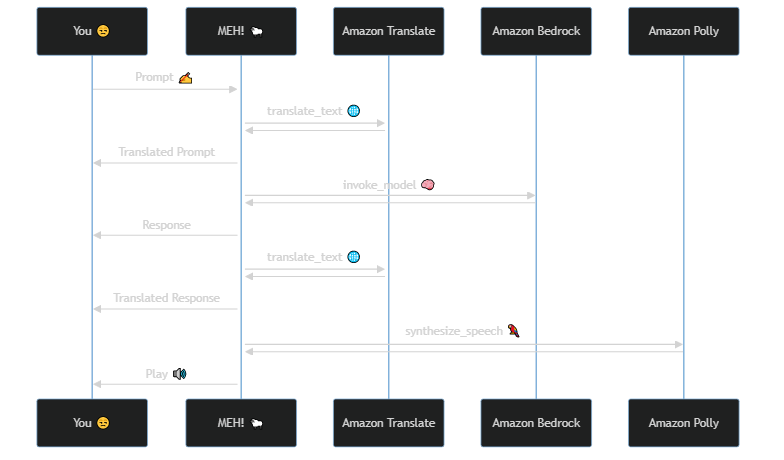 You 😏 MEH! 🐑 Amazon Translate Amazon Bedrock Amazon Polly
Prompt ✍️
translate_text 🌐
Translated Prompt
invoke_model 🧠
Response
translate_text 🌐
Translated Response
synthesize_speech 🦜
Play 🔊
You 😏 MEH! 🐑 Amazon Translate Amazon Bedrock Amazon Polly